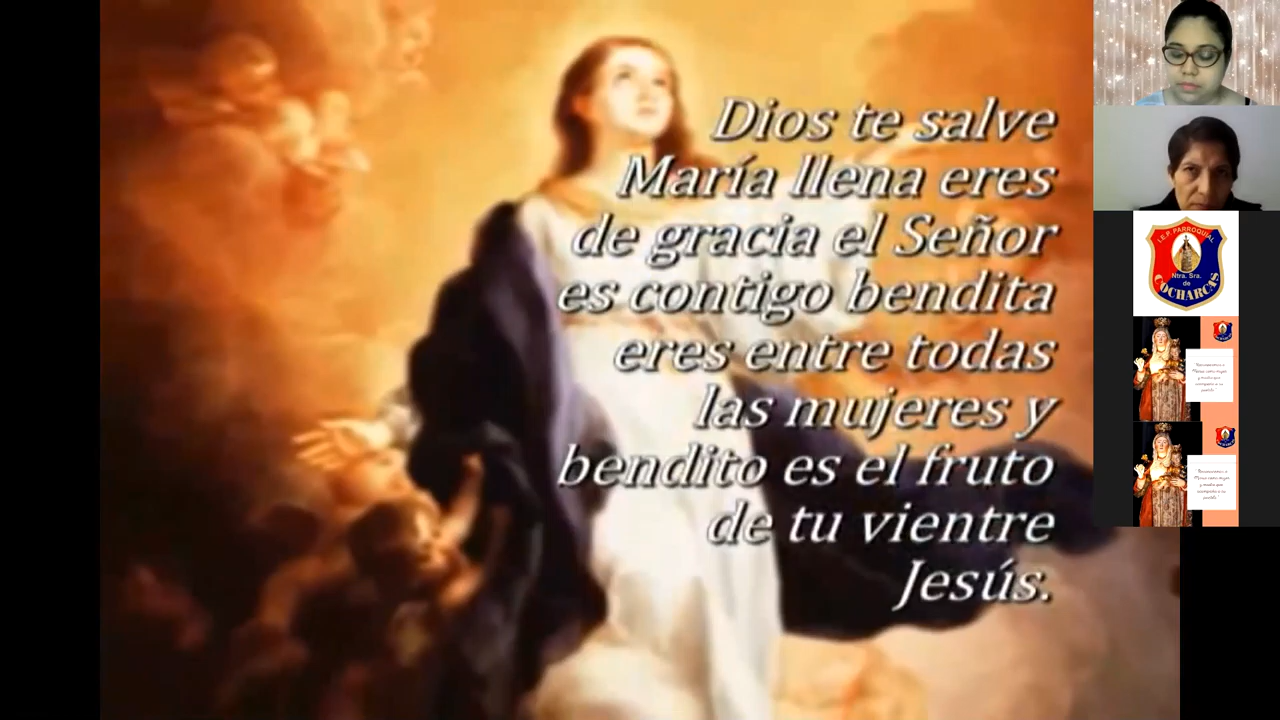 Dios te salve
María llena eres
de gracia el Señor
es contigo bendita
eres entre todas
las mujeres y
bendito es el fruto
de tu vientre
Jesús.
I.E.P. PARROQUIAL
Ntra. Sra.
de
COCHARCAS